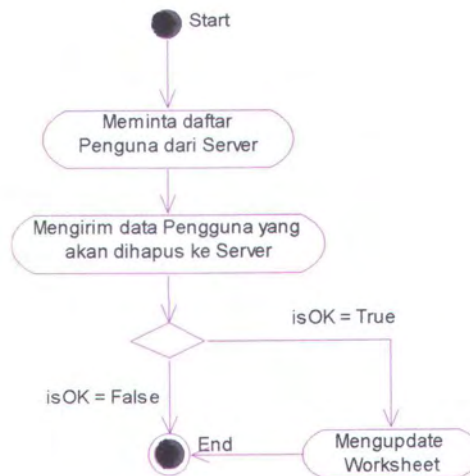 Start
Meminta daftar
Penguna dari Server
Mengirim data Pengguna yang
akan dihapus ke Server
isOK = True
isOK = False
End
Mengupdate
Worksheet